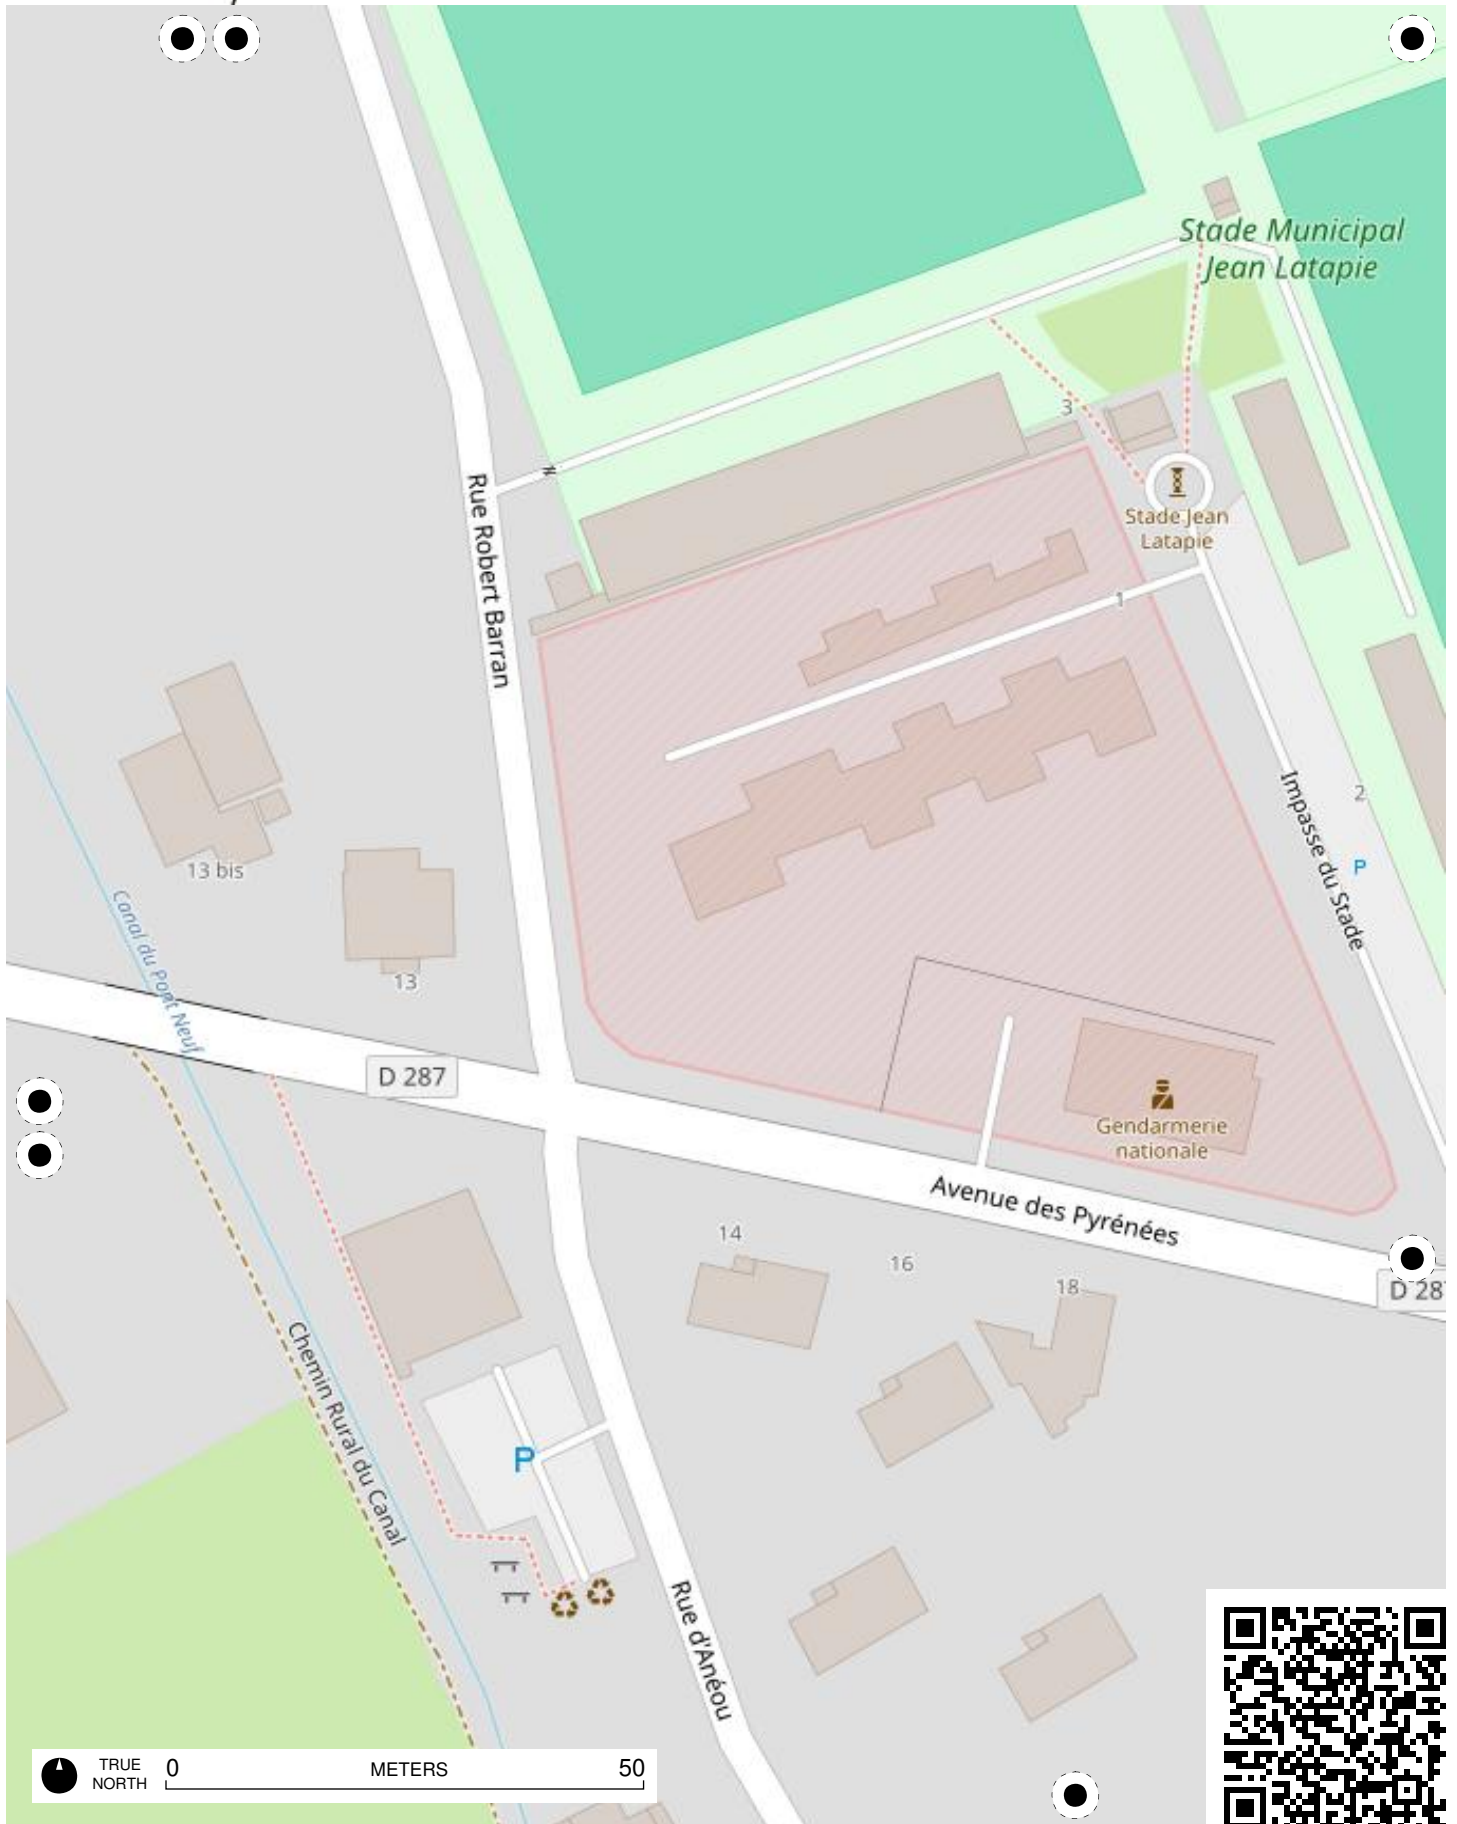 Stade Municipal
Jean Latapie
3
Rue Robert Barran
Stade Jean
Latapie
1
Impasse du Stade
2
P
13 bis
Canal du Pont Neuf
13
D 287
Gendarmerie
nationale
Avenue des Pyrénées
14
16
18
D 28
Chemin Rural du Canal
P
Rue d'Anéou
TRUE
NORTH
0
METERS
50